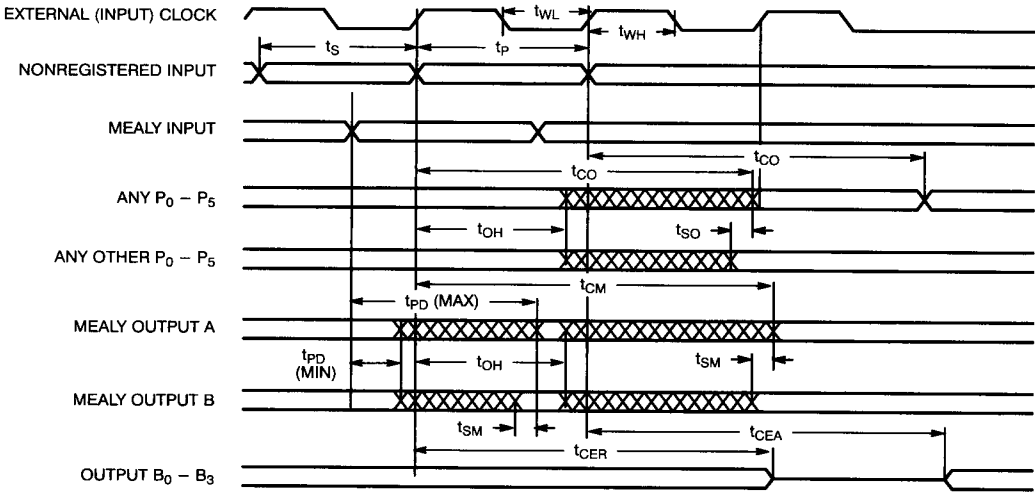 EXTERNAL (INPUT) CLOCK
tWL
tWH
tS
tP
NONREGISTERED INPUT
MEALY INPUT
tCO
tCO
ANY P0 – P5
tOH
tSO
ANY OTHER P0 – P5
tCM
tPD (MAX)
MEALY OUTPUT A
tPD
(MIN)
tOH
tSM
MEALY OUTPUT B
tSM
tCEA
tCER
OUTPUT B0 – B3